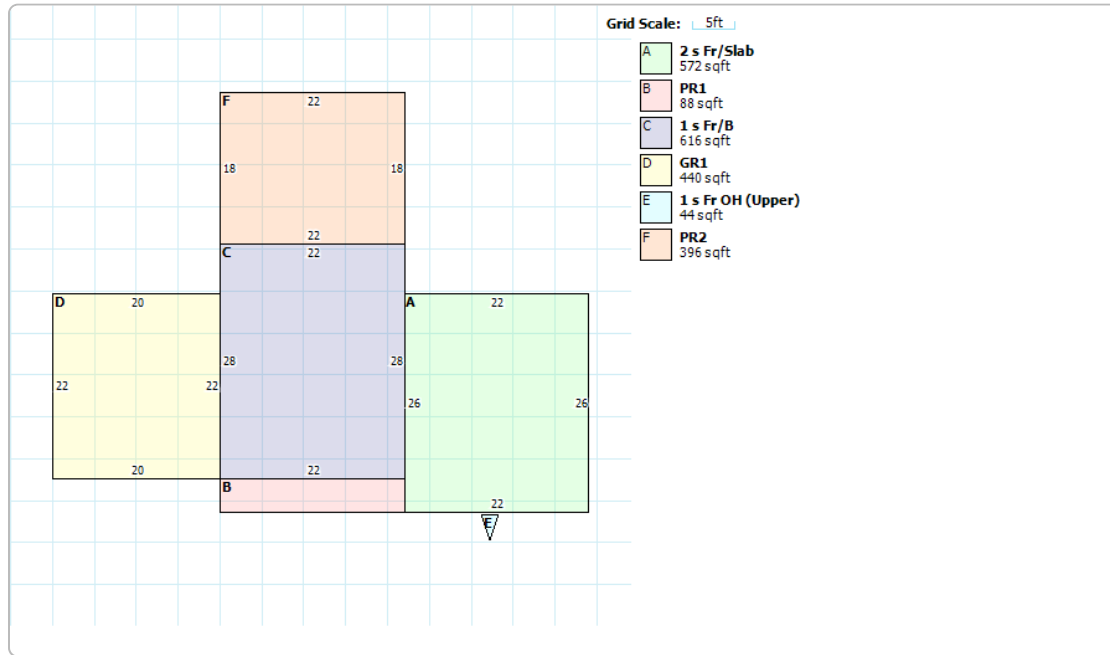 Grid Scale: 5ft
A 2 s Fr/Slab
572 sqft
B PR1
88 sqft
C 1 s Fr/B
616 sqft
D GR1
440 sqft
E 1 s Fr OH (Upper)
44 sqft
F PR2
396 sqft
F 22
18 18
22
C 22
D 20 A 22
28 28
22 22
26 26
20 22
B
22
E